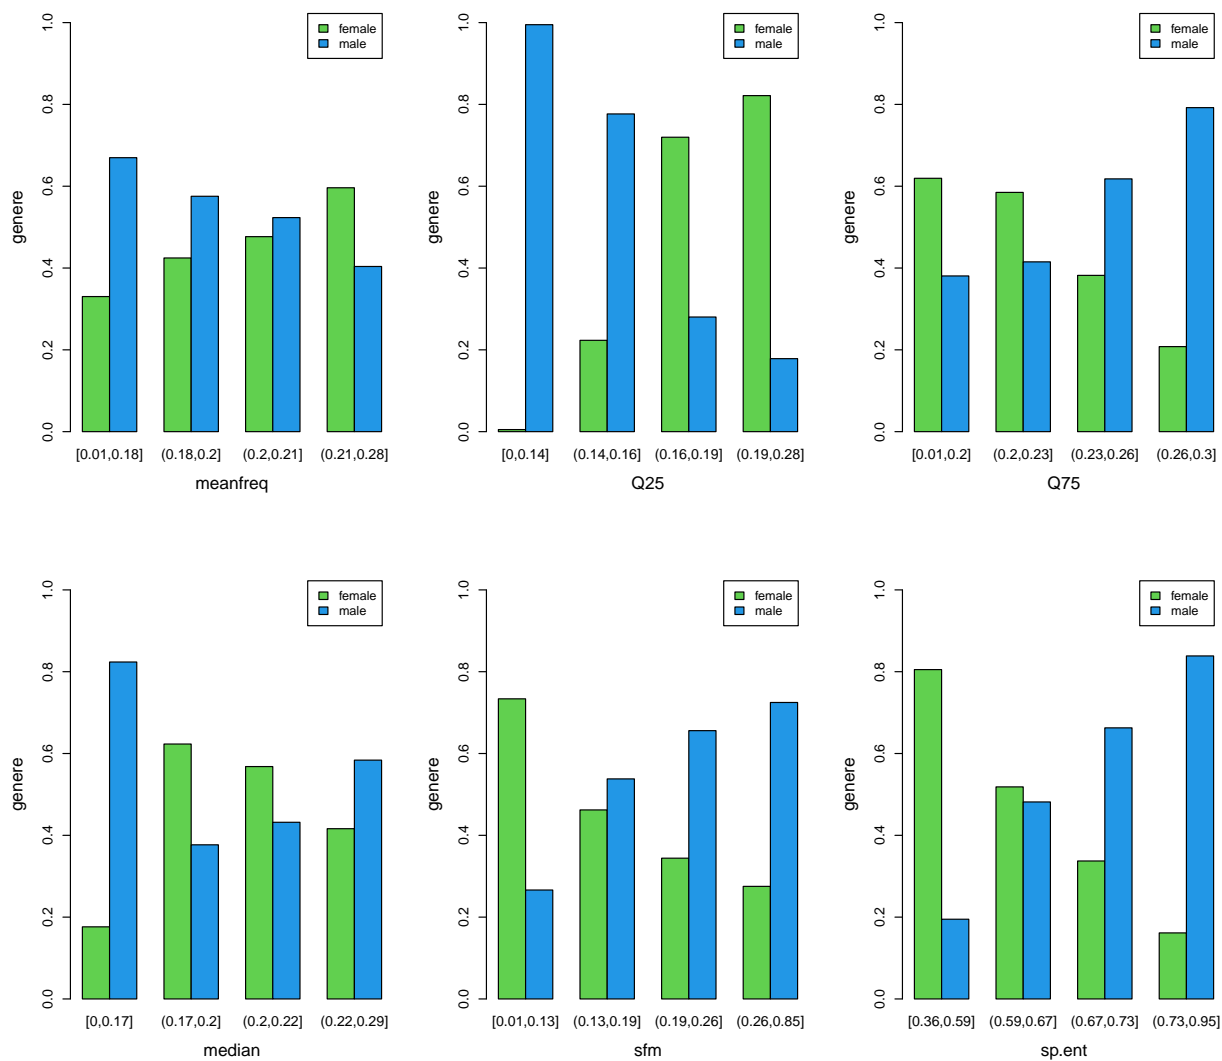 female
male
genere
0.0 0.2 0.4 0.6 0.8 1.0
[0.01,0.18] (0.18,0.2] (0.2,0.21] (0.21,0.28]
meanfreq
female
male
genere
0.0 0.2 0.4 0.6 0.8 1.0
[0,0.14] (0.14,0.16] (0.16,0.19] (0.19,0.28]
Q25
female
male
genere
0.0 0.2 0.4 0.6 0.8 1.0
[0.01,0.2] (0.2,0.23] (0.23,0.26] (0.26,0.3]
Q75
female
male
genere
0.0 0.2 0.4 0.6 0.8 1.0
[0,0.17] (0.17,0.2] (0.2,0.22] (0.22,0.29]
median
female
male
genere
0.0 0.2 0.4 0.6 0.8 1.0
[0.01,0.13] (0.13,0.19] (0.19,0.26] (0.26,0.85]
sfm
female
male
genere
0.0 0.2 0.4 0.6 0.8 1.0
[0.36,0.59] (0.59,0.67] (0.67,0.73] (0.73,0.95]
sp.ent